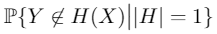 ℙ{Y ∉ H(X)||H| = 1}